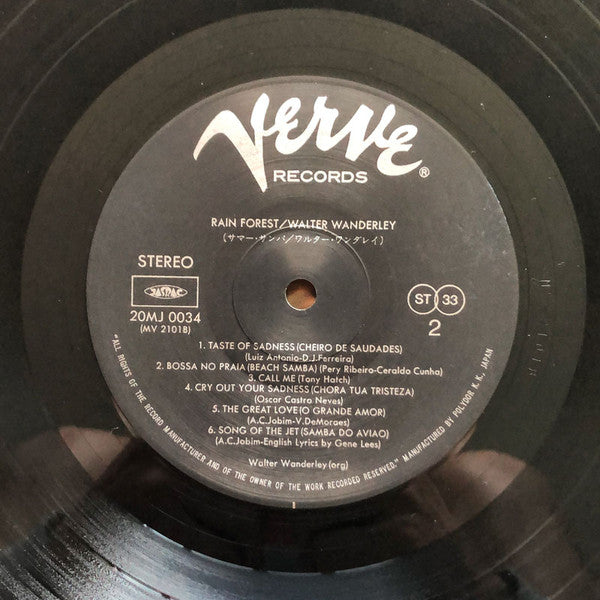 Verve®
RECORDS
RAIN FOREST/WALTER WANDERLEY
(サマー・サンバ/ワルター・ワンダレイ)
STEREO
JASRAC
20MJ 0034
(MV 2101B)
ST 33
2
1. TASTE OF SADNESS(CHEIRO DE SAUDADES)
(Luiz Antonio-D.J.Ferreira)
2. BOSSA NO PRAIA(BEACH SAMBA)(Pery Ribeiro-Ceraldo Cunha)
3. CALL ME(Tony Hatch)
4. CRY OUT YOUR SADNESS(CHORA TUA TRISTEZA)
(Oscar Castro Neves)
5. THE GREAT LOVE(O GRANDE AMOR)
(A.C.Jobim-V.DeMoraes)
6. SONG OF THE JET(SAMBA DO AVIAO)
(A.C.Jobim-English Lyrics by Gene Lees)
Walter Wanderley(org)
"ALL RIGHTS OF THE RECORD MANUFACTURER AND OF THE OWNER OF THE WORK RECORDED RESERVED." MANUFACTURED BY POLYDOR K.K., JAPAN